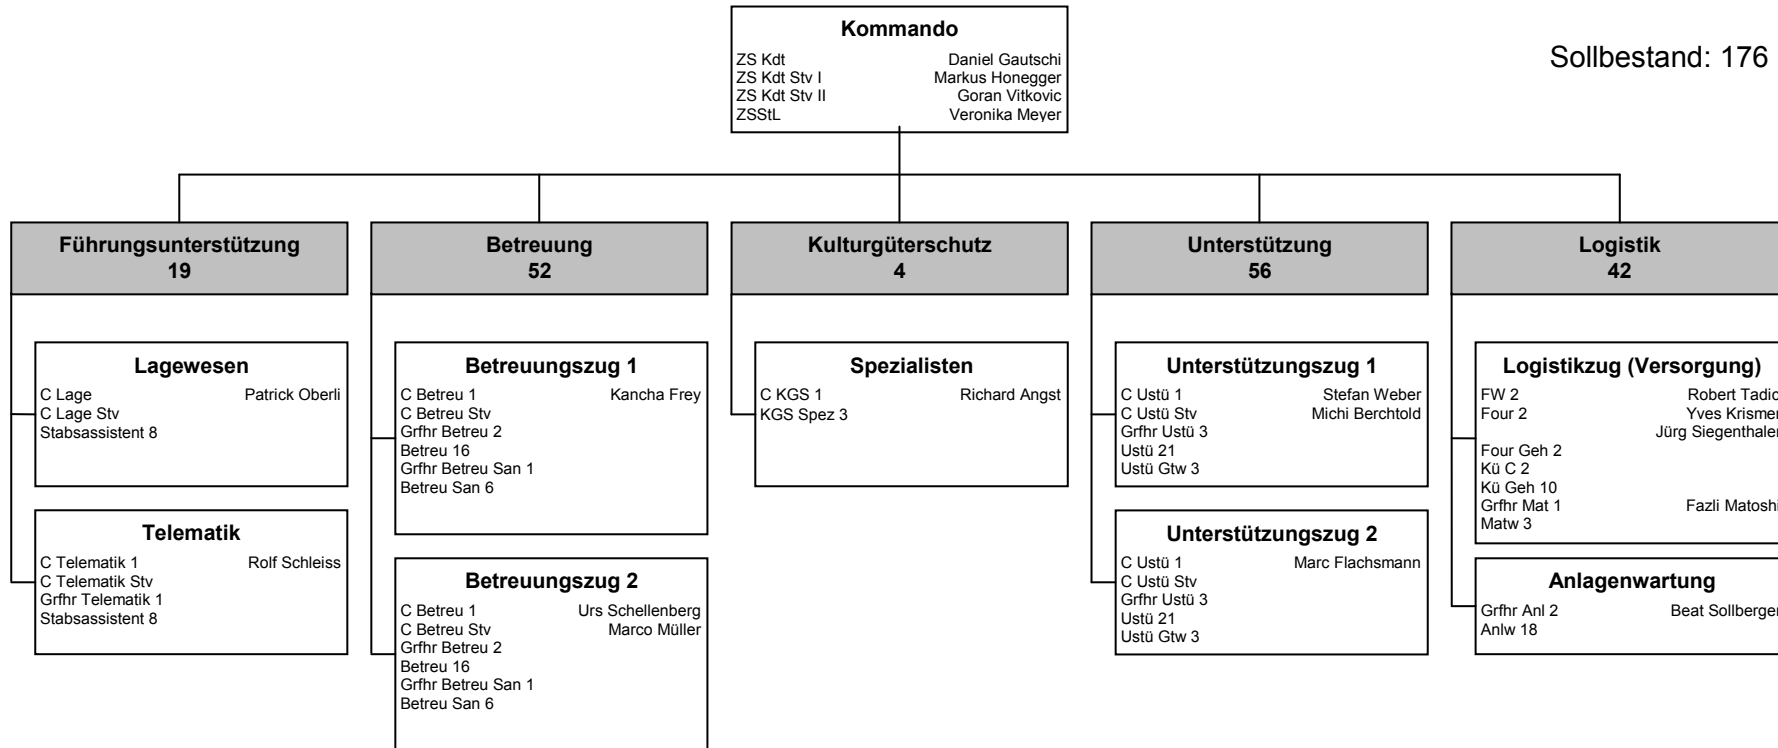 Kommando
ZS Kdt Daniel Gautschi
ZS Kdt Stv I Markus Honegger
ZS Kdt Stv II Goran Vitkovic
ZSStL Veronika Meyer
Sollbestand: 176
Führungsunterstützung
19
Betreuung
52
Kulturgüterschutz
4
Unterstützung
56
Logistik
42
Lagewesen
C Lage Patrick Oberli
C Lage Stv
Stabsassistent 8
Telematik
C Telematik 1 Rolf Schleiss
C Telematik Stv
Grfhr Telematik 1
Stabsassistent 8
Betreuungszug 1
C Betreu 1 Kancha Frey
C Betreu Stv
Grfhr Betreu 2
Betreu 16
Grfhr Betreu San 1
Betreu San 6
Betreuungszug 2
C Betreu 1 Urs Schellenberg
C Betreu Stv Marco Müller
Grfhr Betreu 2
Betreu 16
Grfhr Betreu San 1
Betreu San 6
Spezialisten
C KGS 1 Richard Angst
KGS Spez 3
Unterstützungszug 1
C Ustü 1 Stefan Weber
C Ustü Stv Michi Berchtold
Grfhr Ustü 3
Ustü 21
Ustü Gtw 3
Unterstützungszug 2
C Ustü 1 Marc Flachsmann
C Ustü Stv
Grfhr Ustü 3
Ustü 21
Ustü Gtw 3
Logistikzug (Versorgung)
FW 2 Robert Tadic
Four 2 Yves Krismer
Jürg Siegenthaler
Four Geh 2
Kü C 2
Kü Geh 10
Grfhr Mat 1 Fazli Matoshi
Matw 3
Anlagenwartung
Grfhr Anl 2 Beat Sollberger
Anlw 18